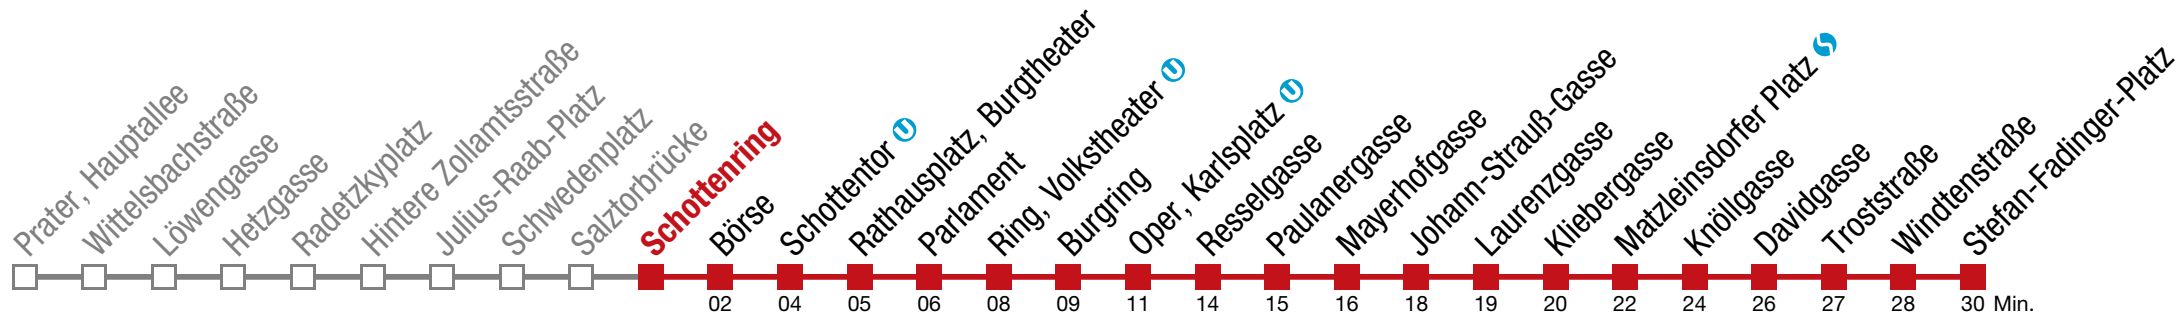 Prater, Hauptallee
Wittelsbachstraße
Löwengasse
Hetzgasse
Radetzkyplatz
Hintere Zollamtsstraße
Julius-Raab-Platz
Schwedenplatz
Salztorbrücke
Schottenring
Börse
Schottentor U
Rathausplatz, Burgtheater
Parlament
Ring, Volkstheater U
Burgring
Oper, Karlsplatz U
Resselgasse
Paulanergasse
Mayerhofgasse
Johann-Strauß-Gasse
Laurenzgasse
Kliebergasse
Matzleinsdorfer Platz S
Knöllgasse
Davidgasse
Troststraße
Windtenstraße
Stefan-Fadinger-Platz
02 04 05 06 08 09 11 14 15 16 18 19 20 22 24 26 27 28 30 Min.